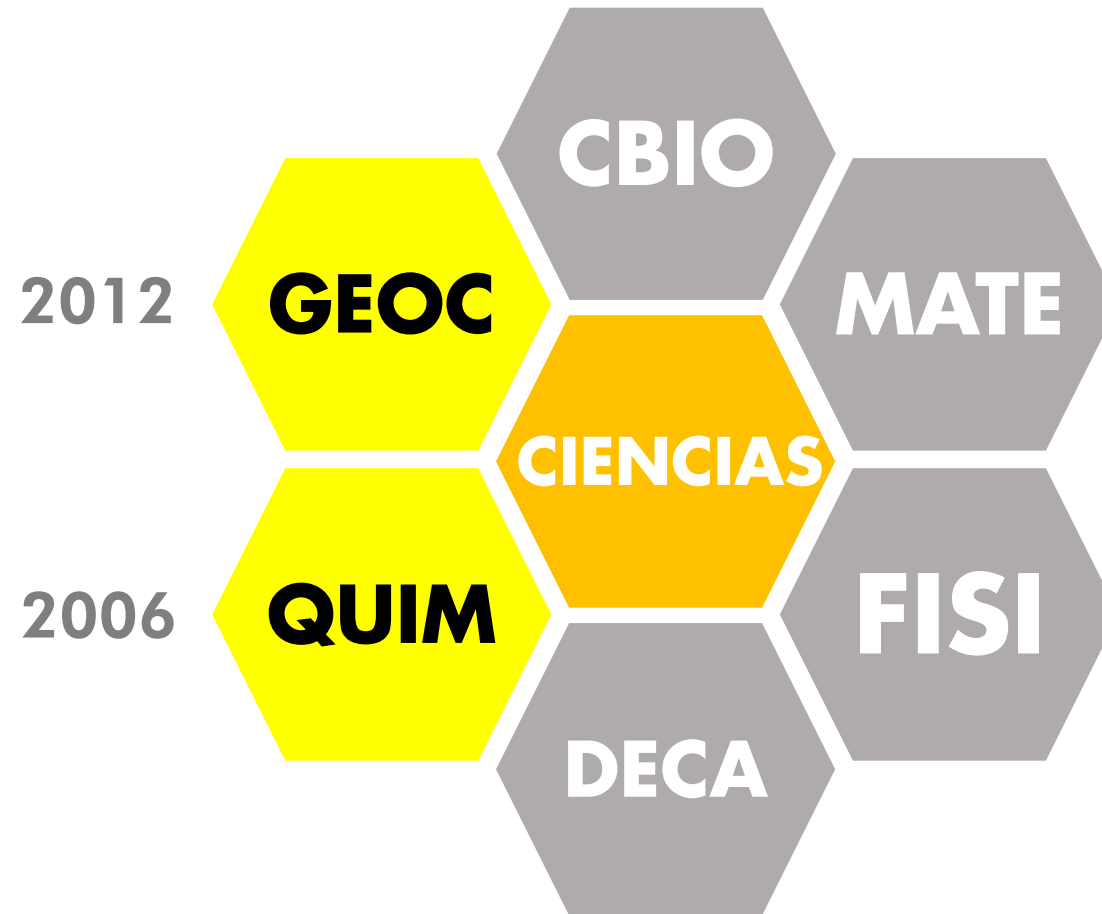 CBIO
2012 GEOC MATE
CIENCIAS
2006 QUIM FISI
DECA